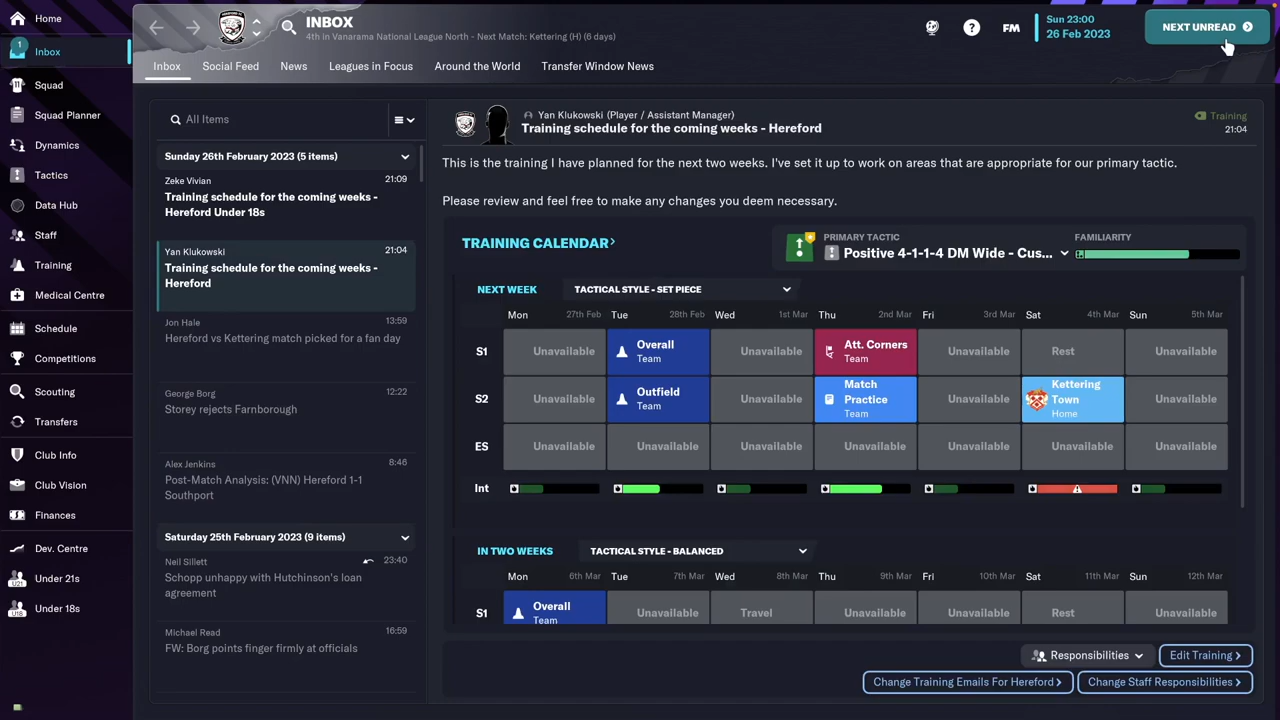 Home
1
Inbox
Squad
Squad Planner
Dynamics
Tactics
Data Hub
Staff
Training
Medical Centre
Schedule
Competitions
Scouting
Transfers
Club Info
Club Vision
Finances
Dev. Centre
Under 21s
Under 18s
INBOX
4th in Vanarama National League North - Next Match: Kettering (H) (6 days)
?
FM
Sun 23:00
26 Feb 2023
NEXT UNREAD
Inbox
Social Feed
News
Leagues in Focus
Around the World
Transfer Window News
All Items
Sunday 26th February 2023 (5 items)
Zeke Vivian
21:09
Training schedule for the coming weeks -
Hereford Under 18s
Yan Klukowski
21:04
Training schedule for the coming weeks -
Hereford
Jon Hale
13:59
Hereford vs Kettering match picked for a fan day
George Borg
12:22
Storey rejects Farnborough
Alex Jenkins
8:46
Post-Match Analysis: (VNN) Hereford 1-1
Southport
Saturday 25th February 2023 (9 items)
Neil Sillett
23:40
Schopp unhappy with Hutchinson's loan
agreement
Michael Read
16:59
FW: Borg points finger firmly at officials
Yan Klukowski (Player / Assistant Manager)
Training schedule for the coming weeks - Hereford
Training
21:04
This is the training I have planned for the next two weeks. I've set it up to work on areas that are appropriate for our primary tactic.
Please review and feel free to make any changes you deem necessary.
TRAINING CALENDAR
PRIMARY TACTIC
Positive 4-1-1-4 DM Wide - Cus...
FAMILIARITY
NEXT WEEK
TACTICAL STYLE - SET PIECE
Mon 27th Feb Tue 28th Feb Wed 1st Mar Thu 2nd Mar Fri 3rd Mar Sat 4th Mar Sun 5th Mar
S1
Unavailable
Overall
Team
Unavailable
Att. Corners
Team
Unavailable
Rest
Unavailable
S2
Unavailable
Outfield
Team
Unavailable
Match
Practice
Team
Unavailable
Kettering
Town
Home
Unavailable
ES
Unavailable Unavailable Unavailable Unavailable Unavailable Unavailable Unavailable
Int
IN TWO WEEKS
TACTICAL STYLE - BALANCED
Mon 6th Mar Tue 7th Mar Wed 8th Mar Thu 9th Mar Fri 10th Mar Sat 11th Mar Sun 12th Mar
S1
Overall
Team
Unavailable
Travel
Unavailable
Unavailable
Rest
Unavailable
Responsibilities
Edit Training
Change Training Emails For Hereford
Change Staff Responsibilities